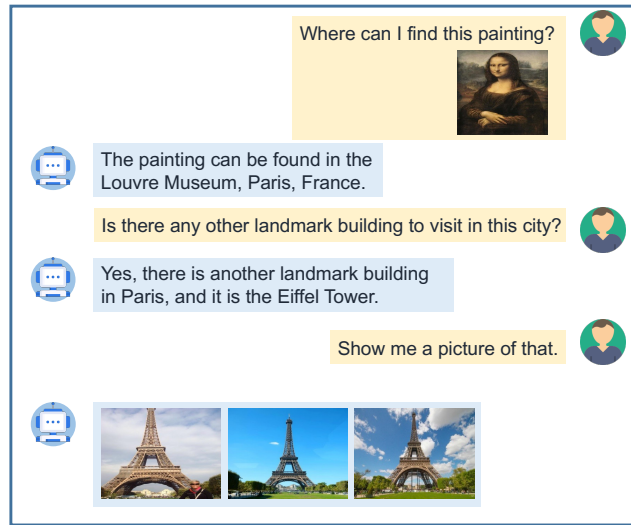 Where can I find this painting?
The painting can be found in the
Louvre Museum, Paris, France.
Is there any other landmark building to visit in this city?
Yes, there is another landmark building
in Paris, and it is the Eiffel Tower.
Show me a picture of that.